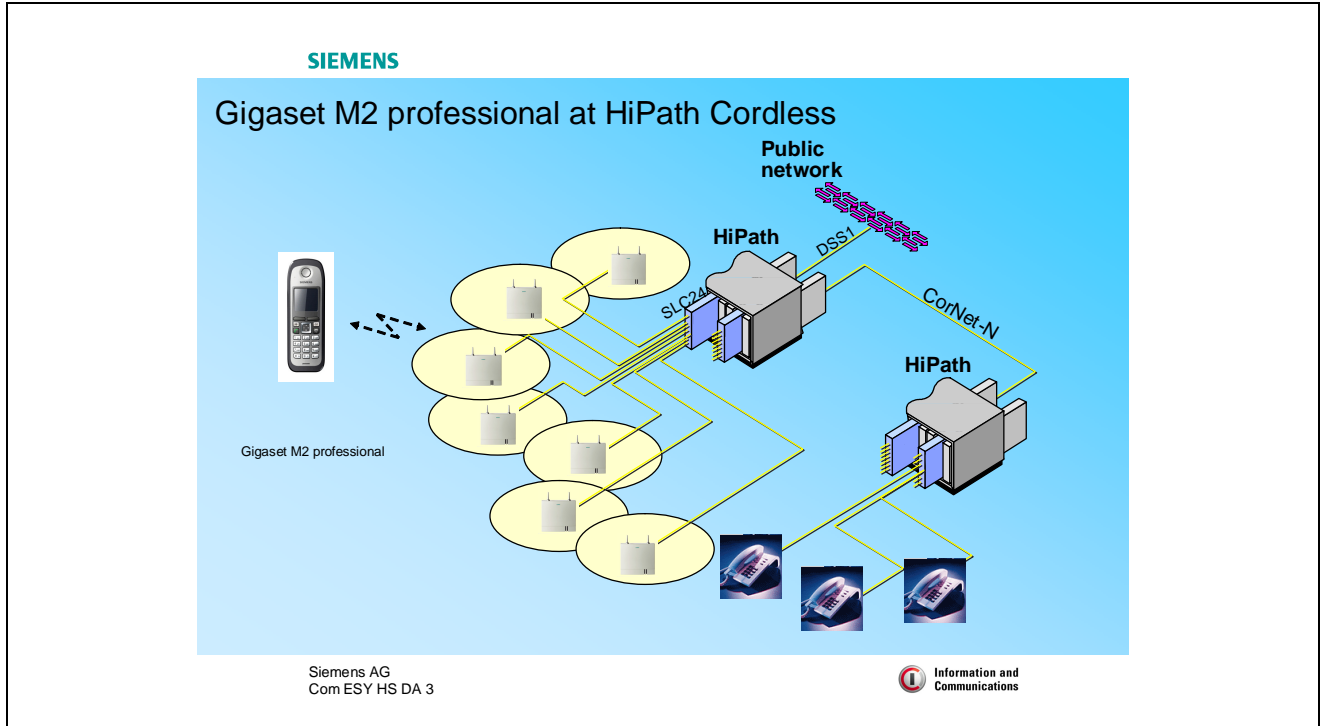 SIEMENS
Gigaset M2 professional at HiPath Cordless
Public
network
HiPath
DSS1
SLC24
CorNet-N
HiPath
Gigaset M2 professional
Siemens AG
Com ESY HS DA 3
Information and
Communications